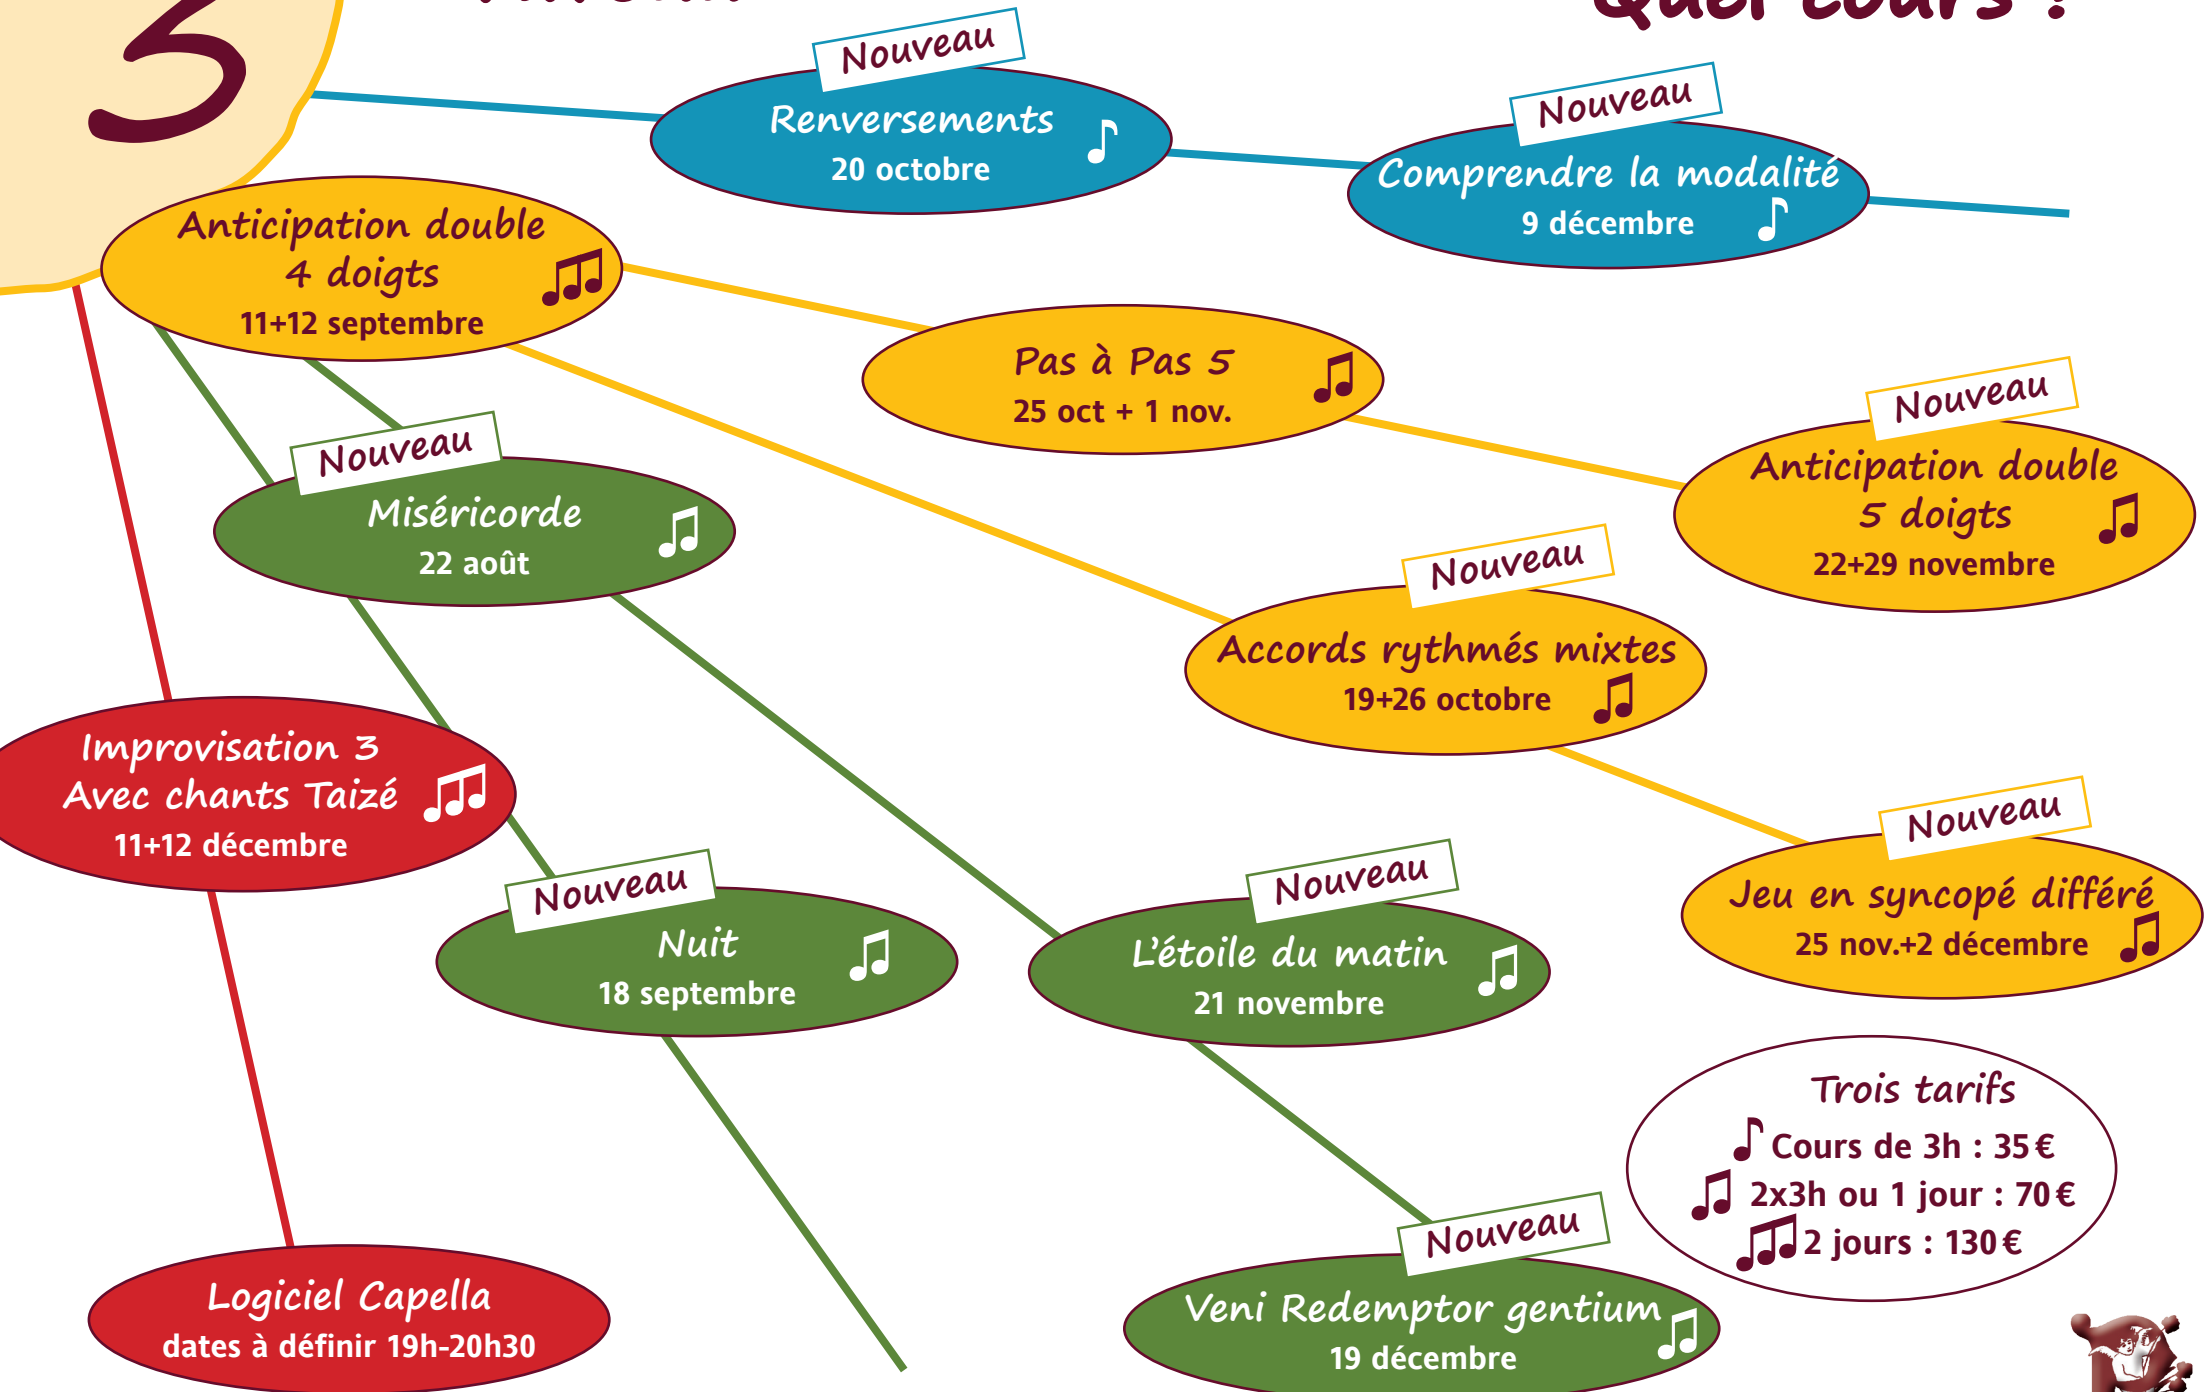 Quel cours ?
3
Nouveau
Renversements
20 octobre
Nouveau
Comprendre la modalité
9 décembre
Anticipation double
4 doigts
11+12 septembre
Pas à Pas 5
25 oct + 1 nov.
Nouveau
Anticipation double
5 doigts
22+29 novembre
Nouveau
Miséricorde
22 août
Nouveau
Accords rythmés mixtes
19+26 octobre
Improvisation 3
Avec chants Taizé
11+12 décembre
Nouveau
Jeu en syncopé différé
25 nov.+2 décembre
Nouveau
Nuit
18 septembre
Nouveau
L'étoile du matin
21 novembre
Trois tarifs
Cours de 3h : 35 €
2x3h ou 1 jour : 70 €
2 jours : 130 €
Nouveau
Veni Redemptor gentium
19 décembre
Logiciel Capella
dates à définir 19h-20h30